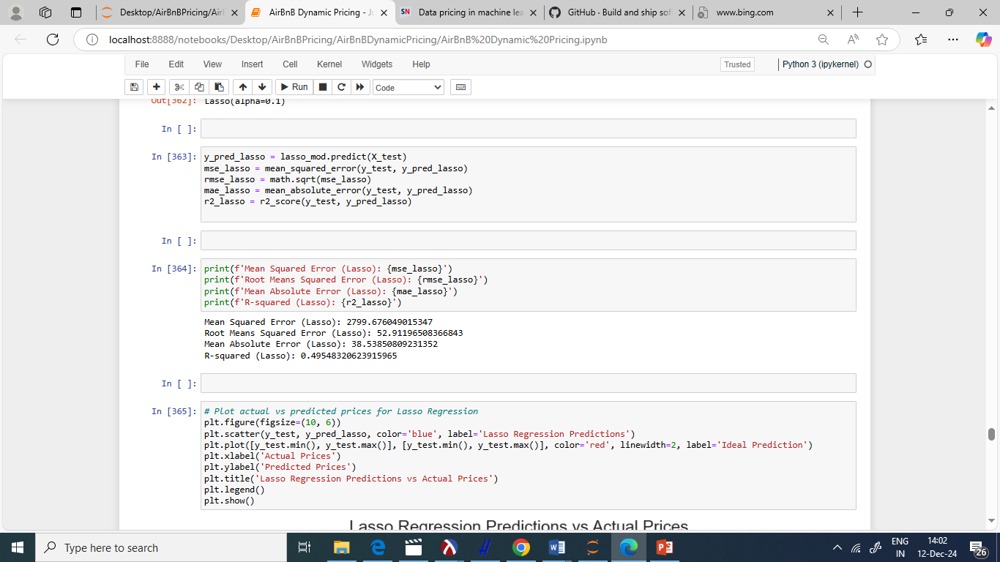 Desktop/AirBnBPricing/Air
AirBnB Dynamic Pricing - Ju
SN Data pricing in machine lea
GitHub · Build and ship sof
www.bing.com
localhost:8888/notebooks/Desktop/AirBnBPricing/AirBnBDynamicPricing/AirBnB%20Dynamic%20Pricing.ipynb
File Edit View Insert Cell Kernel Widgets Help Trusted Python 3 (ipykernel)
Run Code
Out[362]: Lasso(alpha=0.1)
In [ ]:
In [363]: y_pred_lasso = lasso_mod.predict(X_test)
mse_lasso = mean_squared_error(y_test, y_pred_lasso)
rmse_lasso = math.sqrt(mse_lasso)
mae_lasso = mean_absolute_error(y_test, y_pred_lasso)
r2_lasso = r2_score(y_test, y_pred_lasso)
In [ ]:
In [364]: print(f'Mean Squared Error (Lasso): {mse_lasso}')
print(f'Root Means Squared Error (Lasso): {rmse_lasso}')
print(f'Mean Absolute Error (Lasso): {mae_lasso}')
print(f'R-squared (Lasso): {r2_lasso}')
Mean Squared Error (Lasso): 2799.676049015347
Root Means Squared Error (Lasso): 52.91196508366843
Mean Absolute Error (Lasso): 38.53850809231352
R-squared (Lasso): 0.49548320623915965
In [ ]:
In [365]: # Plot actual vs predicted prices for Lasso Regression
plt.figure(figsize=(10, 6))
plt.scatter(y_test, y_pred_lasso, color='blue', label='Lasso Regression Predictions')
plt.plot([y_test.min(), y_test.max()], [y_test.min(), y_test.max()], color='red', linewidth=2, label='Ideal Prediction')
plt.xlabel('Actual Prices')
plt.ylabel('Predicted Prices')
plt.title('Lasso Regression Predictions vs Actual Prices')
plt.legend()
plt.show()
Lasso Regression Predictions vs Actual Prices
Type here to search
ENG
IN
14:02
12-Dec-24
26